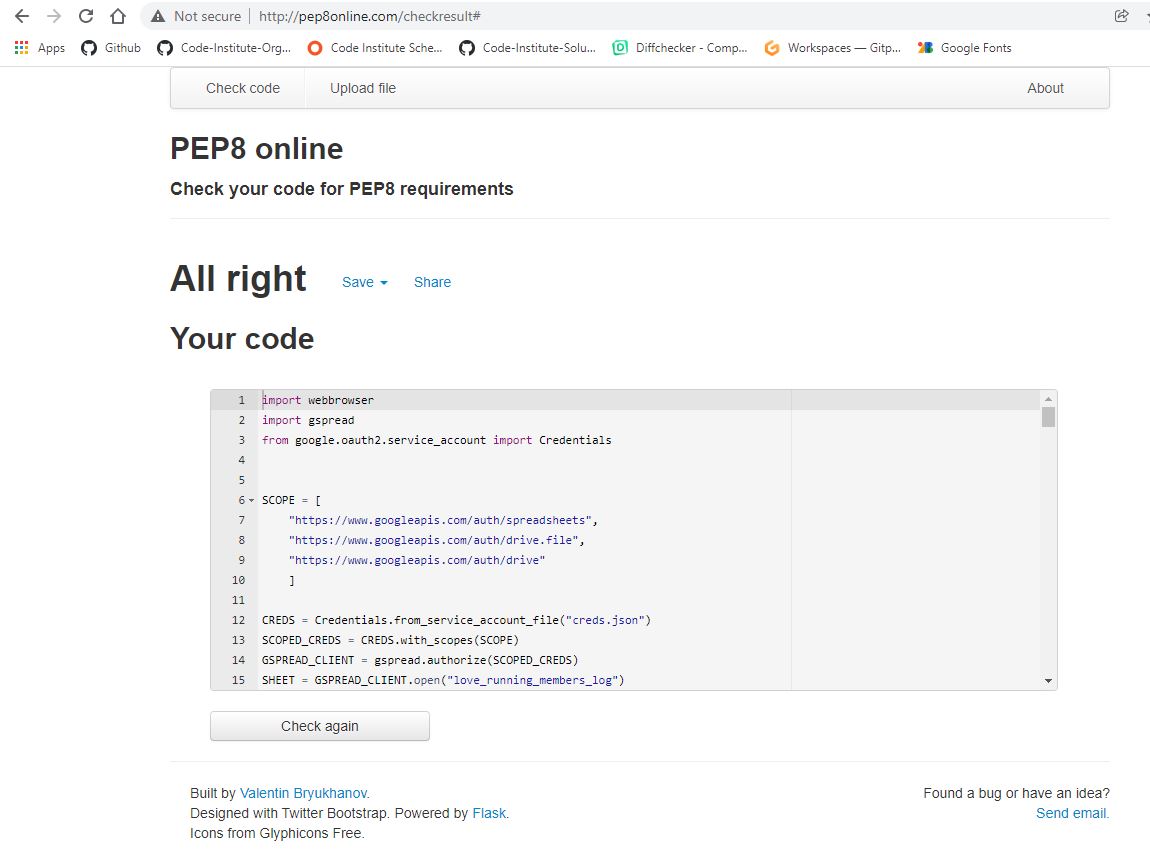 Not secure | http://pep8online.com/checkresult#
Apps Github Code-Institute-Org... Code Institute Sche... Code-Institute-Solu... Diffchecker - Comp... Workspaces — Gitp... Google Fonts
Check code Upload file About
PEP8 online
Check your code for PEP8 requirements
All right Save Share
Your code
1 import webbrowser
2 import gspread
3 from google.oauth2.service_account import Credentials
4
5
6 SCOPE = [
7 "https://www.googleapis.com/auth/spreadsheets",
8 "https://www.googleapis.com/auth/drive.file",
9 "https://www.googleapis.com/auth/drive"
10 ]
11
12 CREDS = Credentials.from_service_account_file("creds.json")
13 SCOPED_CREDS = CREDS.with_scopes(SCOPE)
14 GSPREAD_CLIENT = gspread.authorize(SCOPED_CREDS)
15 SHEET = GSPREAD_CLIENT.open("love_running_members_log")
Check again
Built by Valentin Bryukhanov. Found a bug or have an idea?
Designed with Twitter Bootstrap. Powered by Flask. Send email.
Icons from Glyphicons Free.